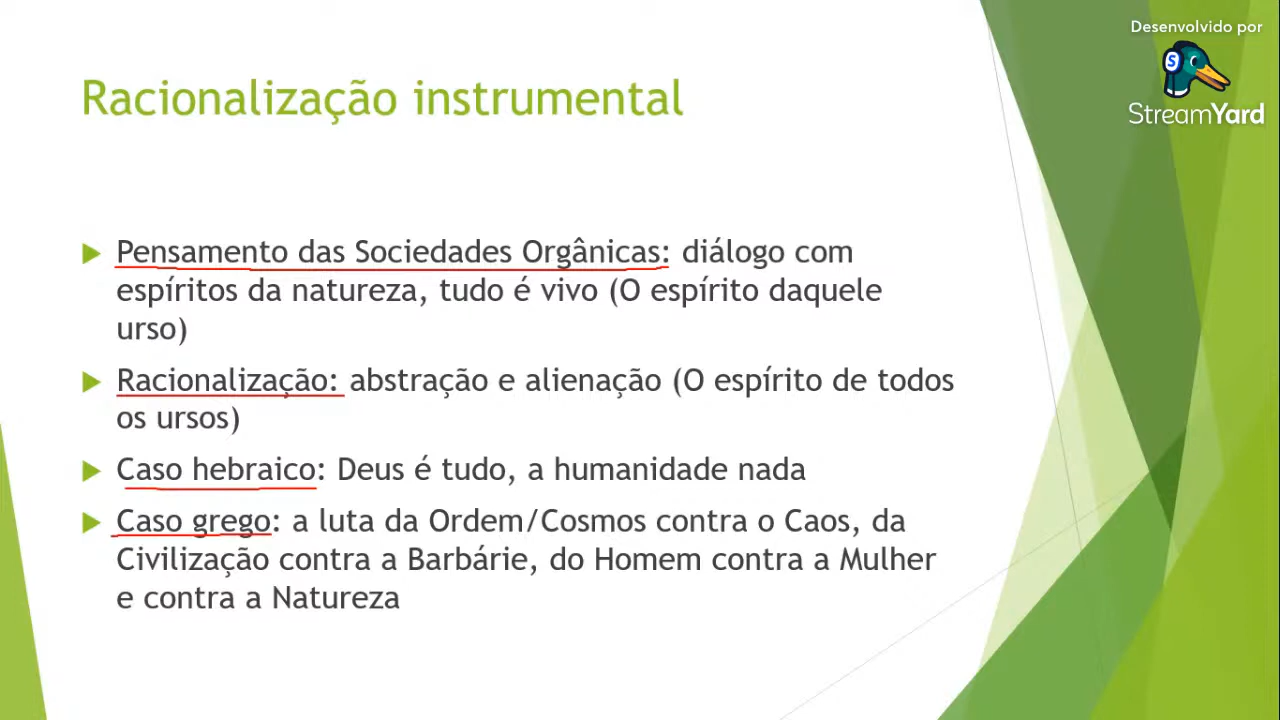 Desenvolvido por
S
StreamYard
Racionalização instrumental
Pensamento das Sociedades Orgânicas: diálogo com
espíritos da natureza, tudo é vivo (O espírito daquele
urso)
Racionalização: abstração e alienação (O espírito de todos
os ursos)
Caso hebraico: Deus é tudo, a humanidade nada
Caso grego: a luta da Ordem/Cosmos contra o Caos, da
Civilização contra a Barbárie, do Homem contra a Mulher
e contra a Natureza